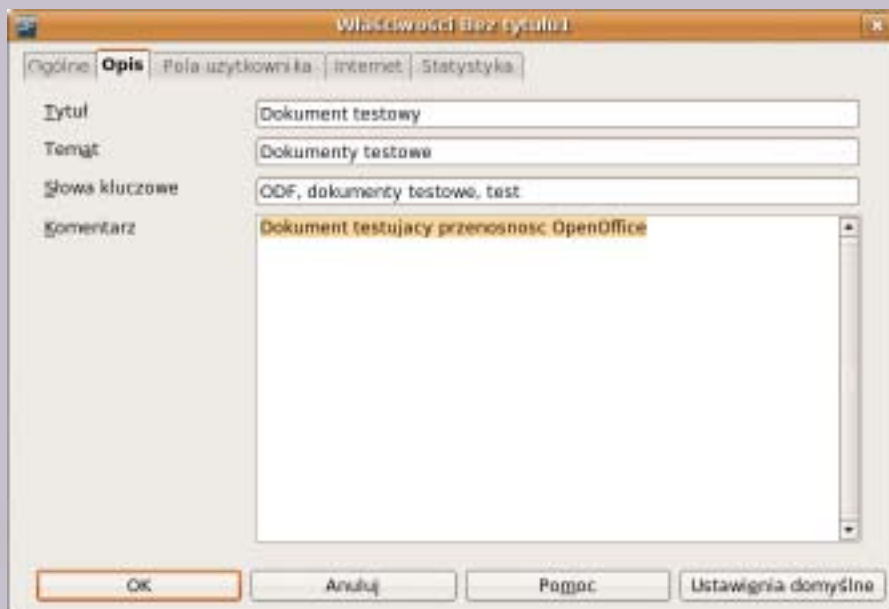 Właściwości Bez tytułu1
Ogólne Opis Pola użytkownika Internet Statystyka
Tytuł Dokument testowy
Temat Dokumenty testowe
Słowa kluczowe ODF, dokumenty testowe, test
Komentarz Dokument testujacy przenosnosc OpenOffice
OK Anuluj Pomoc Ustawienia domyślne